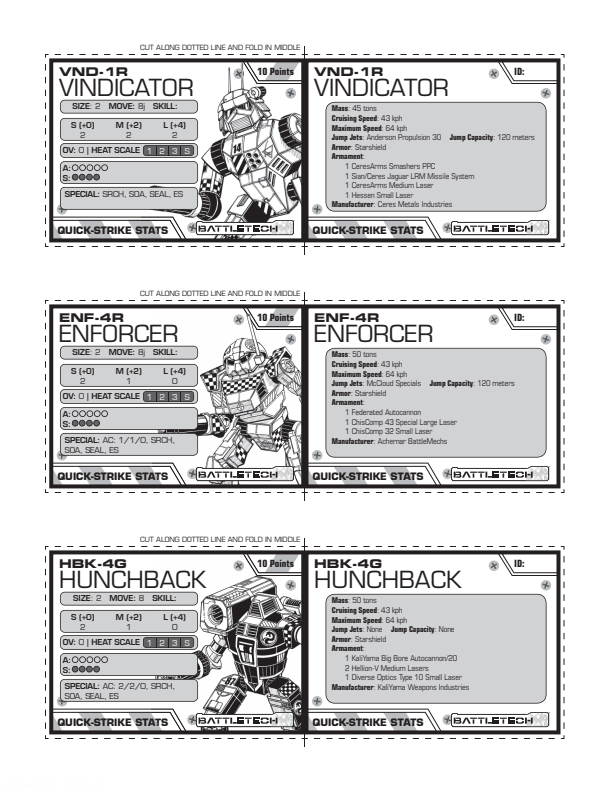 CUT ALONG DOTTED LINE AND FOLD IN MIDDLE
VND-1R
VINDICATOR
10 Points
SIZE: 2 MOVE: 8j SKILL:
S (+0) M (+2) L (+4)
2 2 2
OV: 0 | HEAT SCALE 1 2 3 S
A:
S:
SPECIAL: SRCH, SOA, SEAL, ES
14
QUICK-STRIKE STATS
BATTLETECH
VND-1R
VINDICATOR
ID:
Mass: 45 tons
Cruising Speed: 43 kph
Maximum Speed: 64 kph
Jump Jets: Anderson Propulsion 30 Jump Capacity: 120 meters
Armor: Starshield
Armament:
1 CeresArms Smashers PPC
1 Sian/Ceres Jaguar LRM Missile System
1 CeresArms Medium Laser
1 Hessen Small Laser
Manufacturer: Ceres Metals Industries
QUICK-STRIKE STATS
BATTLETECH
CUT ALONG DOTTED LINE AND FOLD IN MIDDLE
ENF-4R
ENFORCER
10 Points
SIZE: 2 MOVE: 8j SKILL:
S (+0) M (+2) L (+4)
2 1 0
OV: 0 | HEAT SCALE 1 2 3 S
A:
S:
SPECIAL: AC: 1/1/0, SRCH,
SOA, SEAL, ES
QUICK-STRIKE STATS
BATTLETECH
ENF-4R
ENFORCER
ID:
Mass: 50 tons
Cruising Speed: 43 kph
Maximum Speed: 64 kph
Jump Jets: McCloud Specials Jump Capacity: 120 meters
Armor: Starshield
Armament:
1 Federated Autocannon
1 ChisComp 43 Special Large Laser
1 ChisComp 32 Small Laser
Manufacturer: Achernar BattleMechs
QUICK-STRIKE STATS
BATTLETECH
CUT ALONG DOTTED LINE AND FOLD IN MIDDLE
HBK-4G
HUNCHBACK
10 Points
SIZE: 2 MOVE: 8 SKILL:
S (+0) M (+2) L (+4)
2 1 0
OV: 0 | HEAT SCALE 1 2 3 S
A:
S:
SPECIAL: AC: 2/2/0, SRCH,
SOA, SEAL, ES
QUICK-STRIKE STATS
BATTLETECH
HBK-4G
HUNCHBACK
ID:
Mass: 50 tons
Cruising Speed: 43 kph
Maximum Speed: 64 kph
Jump Jets: None Jump Capacity: None
Armor: Starshield
Armament:
1 KaliYama Big Bore Autocannon/20
2 Hellion-V Medium Lasers
1 Diverse Optics Type 10 Small Laser
Manufacturer: KaliYama Weapons Industries
QUICK-STRIKE STATS
BATTLETECH